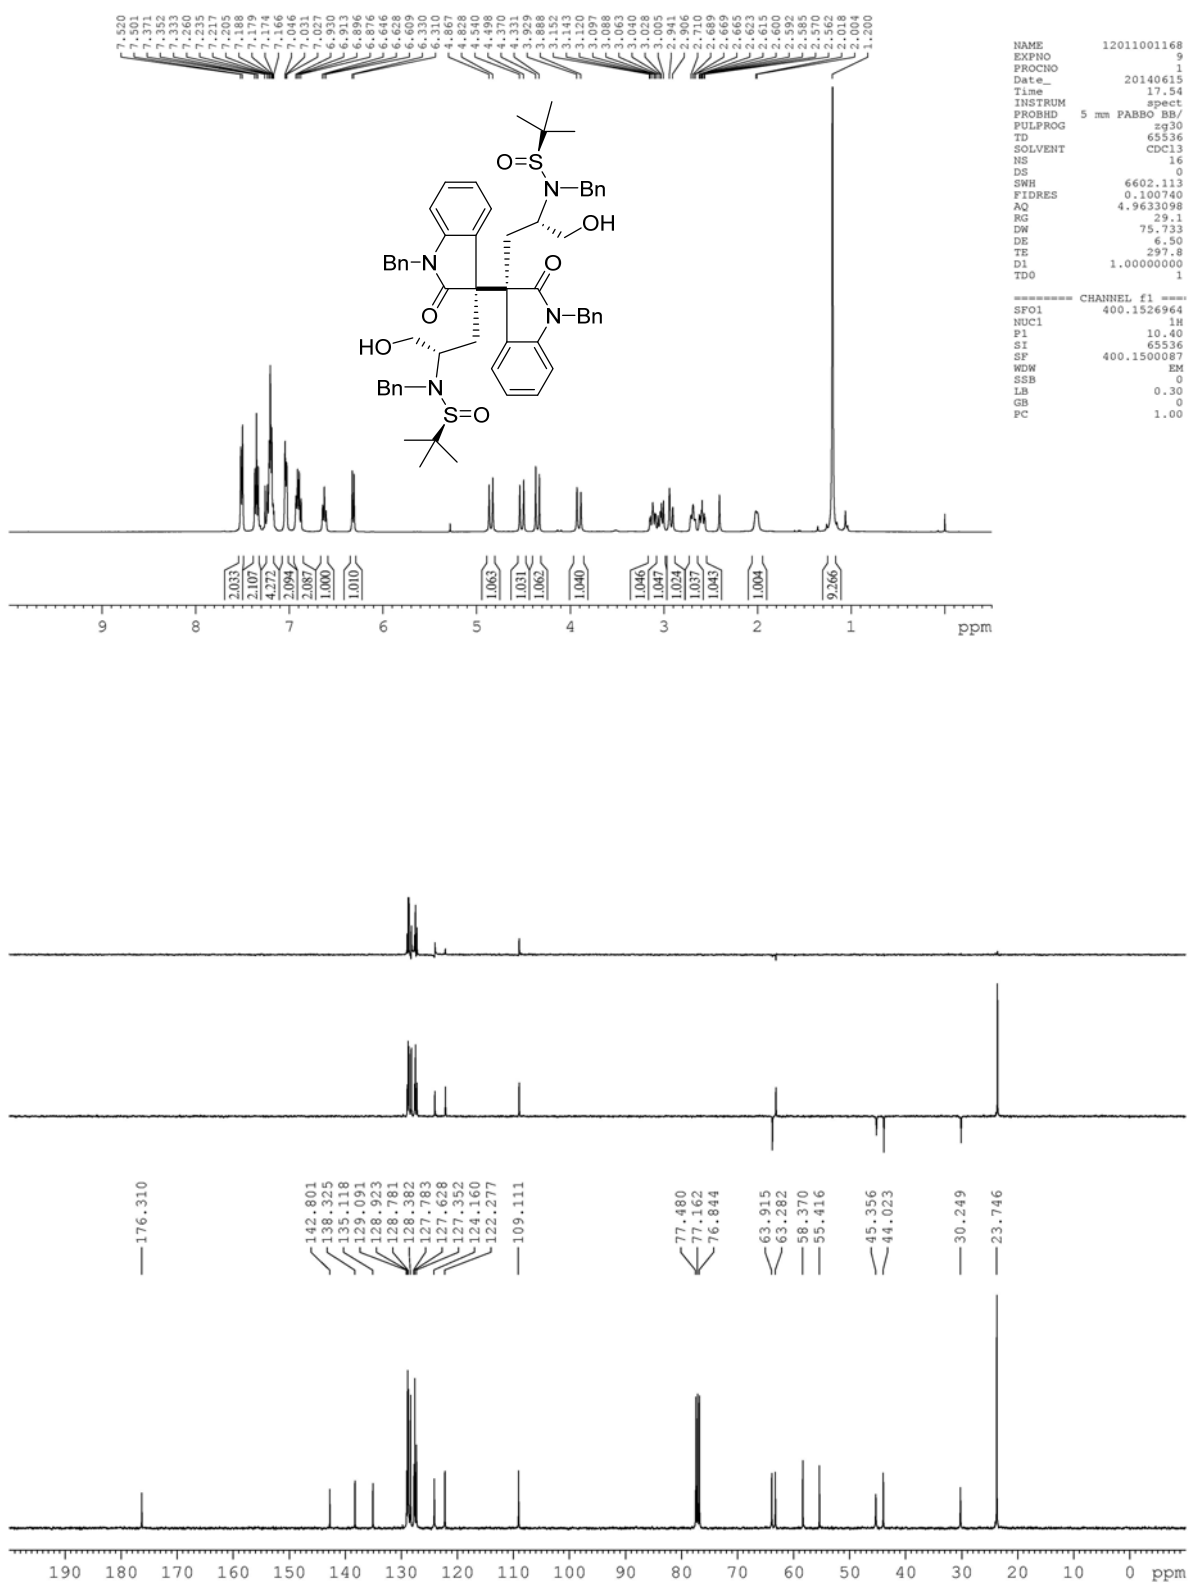 7.520
7.501
7.371
7.352
7.333
7.260
7.235
7.217
7.205
7.188
7.179
7.174
7.166
7.046
7.031
7.027
6.930
6.913
6.896
6.876
6.646
6.628
6.609
6.330
6.310
4.867
4.828
4.540
4.498
4.370
4.331
3.929
3.888
3.152
3.143
3.120
3.097
3.088
3.063
3.040
3.028
3.005
2.941
2.906
2.710
2.689
2.669
2.665
2.623
2.615
2.600
2.592
2.585
2.570
2.562
2.018
2.004
1.200
NAME 12011001168
EXPNO 9
PROCNO 1
Date_ 20140615
Time 17.54
INSTRUM spect
PROBHD 5 mm PABBO BB/
PULPROG zg30
TD 65536
SOLVENT CDCl3
NS 16
DS 0
SWH 6602.113
FIDRES 0.100740
AQ 4.9633098
RG 29.1
DW 75.733
DE 6.50
TE 297.8
D1 1.00000000
TD0 1
======== CHANNEL f1 ====
SFO1 400.1526964
NUC1 1H
P1 10.40
SI 65536
SF 400.1500087
WDW EM
SSB 0
LB 0.30
GB 0
PC 1.00
O=S
N Bn
OH
Bn-N
O
O
N-Bn
HO
Bn-N
S=O
2.033 2.107 4.272 2.094 2.087 1.000 1.010 1.063 1.031 1.062 1.040 1.046 1.047 1.024 1.037 1.043 1.004 9.266
9 8 7 6 5 4 3 2 1 ppm
176.310
142.801
138.325
135.118
129.091
128.923
128.781
128.382
127.783
127.628
127.352
124.160
122.277
109.111
77.480
77.162
76.844
63.915
63.282
58.370
55.416
45.356
44.023
30.249
23.746
190 180 170 160 150 140 130 120 110 100 90 80 70 60 50 40 30 20 10 0 ppm